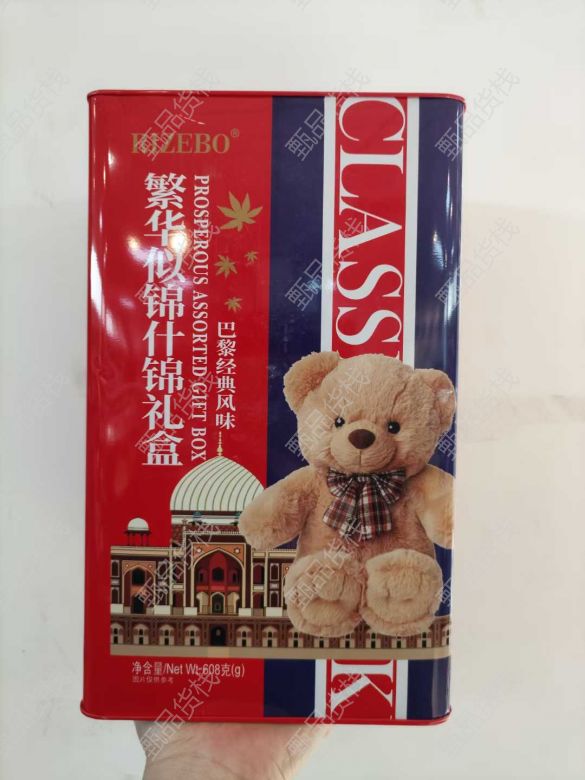 RIZEBO®
繁华似锦什锦礼盒
PROSPEROUS ASSORTED GIFT BOX
巴黎经典风味
CLASS
K
净含量/Net Wt:608克(g)
图片仅供参考
甄品货栈